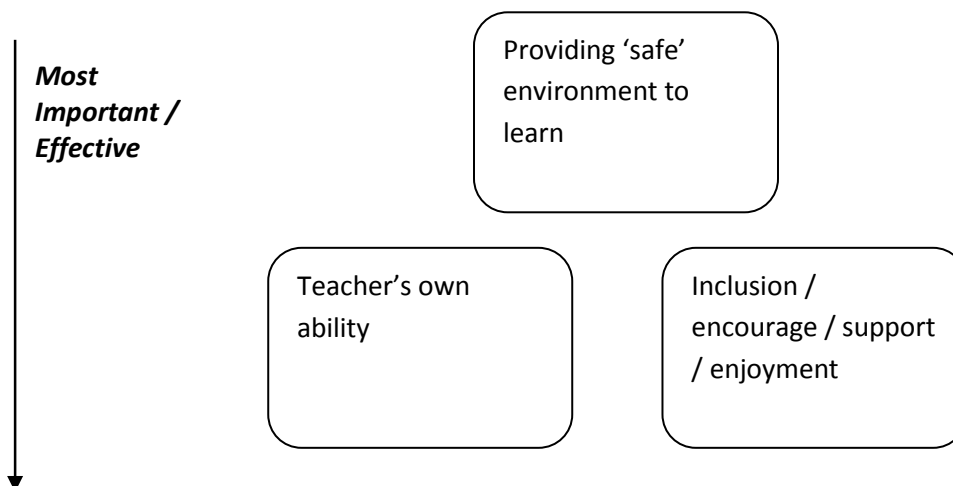 Most
Important /
Effective
Providing ‘safe’
environment to
learn
Teacher’s own
ability
Inclusion /
encourage / support
/ enjoyment